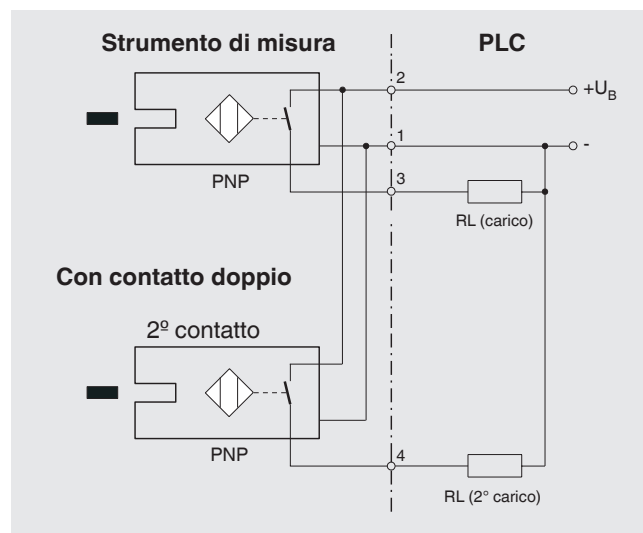 Strumento di misura
PLC
2
+U_B
1
-
PNP
3
RL (carico)
Con contatto doppio
2º contatto
PNP
4
RL (2° carico)